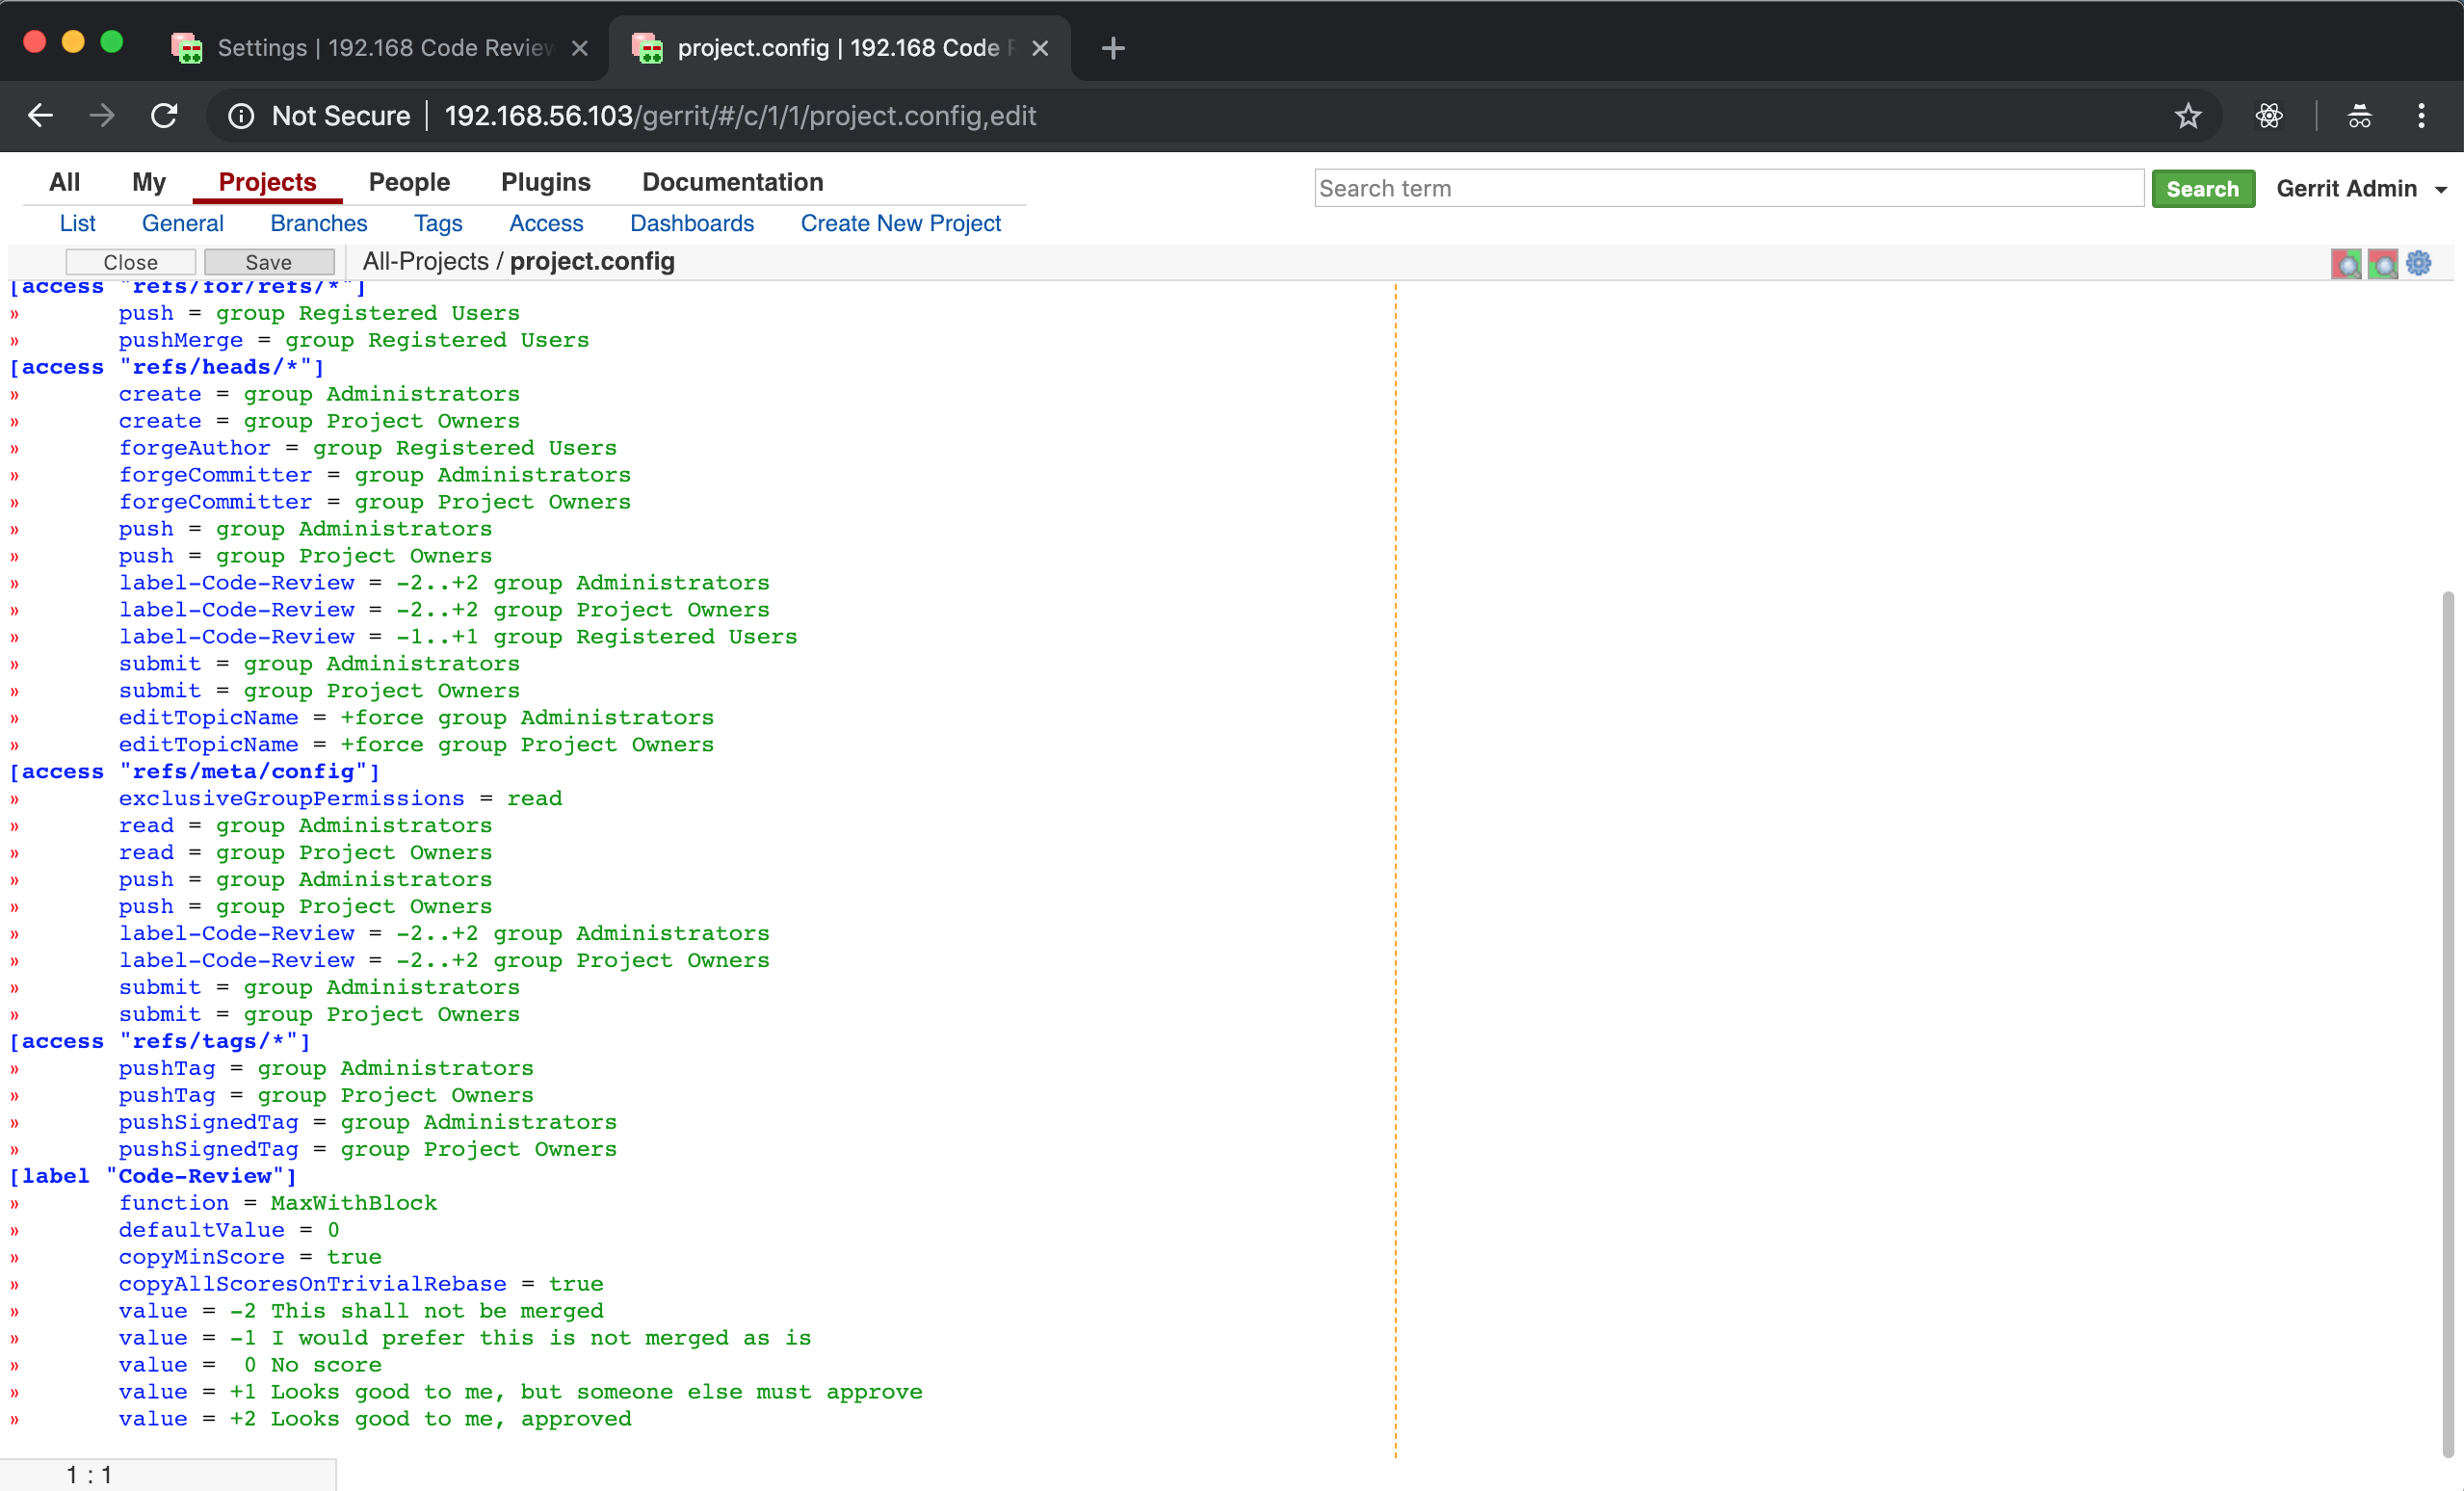 Settings | 192.168 Code Review
project.config | 192.168 Code R
Not Secure 192.168.56.103/gerrit/#/c/1/1/project.config,edit
All My Projects People Plugins Documentation
Search term Search Gerrit Admin
List General Branches Tags Access Dashboards Create New Project
Close Save All-Projects / project.config
[access "refs/for/refs/*"]
» push = group Registered Users
» pushMerge = group Registered Users
[access "refs/heads/*"]
» create = group Administrators
» create = group Project Owners
» forgeAuthor = group Registered Users
» forgeCommitter = group Administrators
» forgeCommitter = group Project Owners
» push = group Administrators
» push = group Project Owners
» label-Code-Review = -2..+2 group Administrators
» label-Code-Review = -2..+2 group Project Owners
» label-Code-Review = -1..+1 group Registered Users
» submit = group Administrators
» submit = group Project Owners
» editTopicName = +force group Administrators
» editTopicName = +force group Project Owners
[access "refs/meta/config"]
» exclusiveGroupPermissions = read
» read = group Administrators
» read = group Project Owners
» push = group Administrators
» push = group Project Owners
» label-Code-Review = -2..+2 group Administrators
» label-Code-Review = -2..+2 group Project Owners
» submit = group Administrators
» submit = group Project Owners
[access "refs/tags/*"]
» pushTag = group Administrators
» pushTag = group Project Owners
» pushSignedTag = group Administrators
» pushSignedTag = group Project Owners
[label "Code-Review"]
» function = MaxWithBlock
» defaultValue = 0
» copyMinScore = true
» copyAllScoresOnTrivialRebase = true
» value = -2 This shall not be merged
» value = -1 I would prefer this is not merged as is
» value =  0 No score
» value = +1 Looks good to me, but someone else must approve
» value = +2 Looks good to me, approved
1 : 1